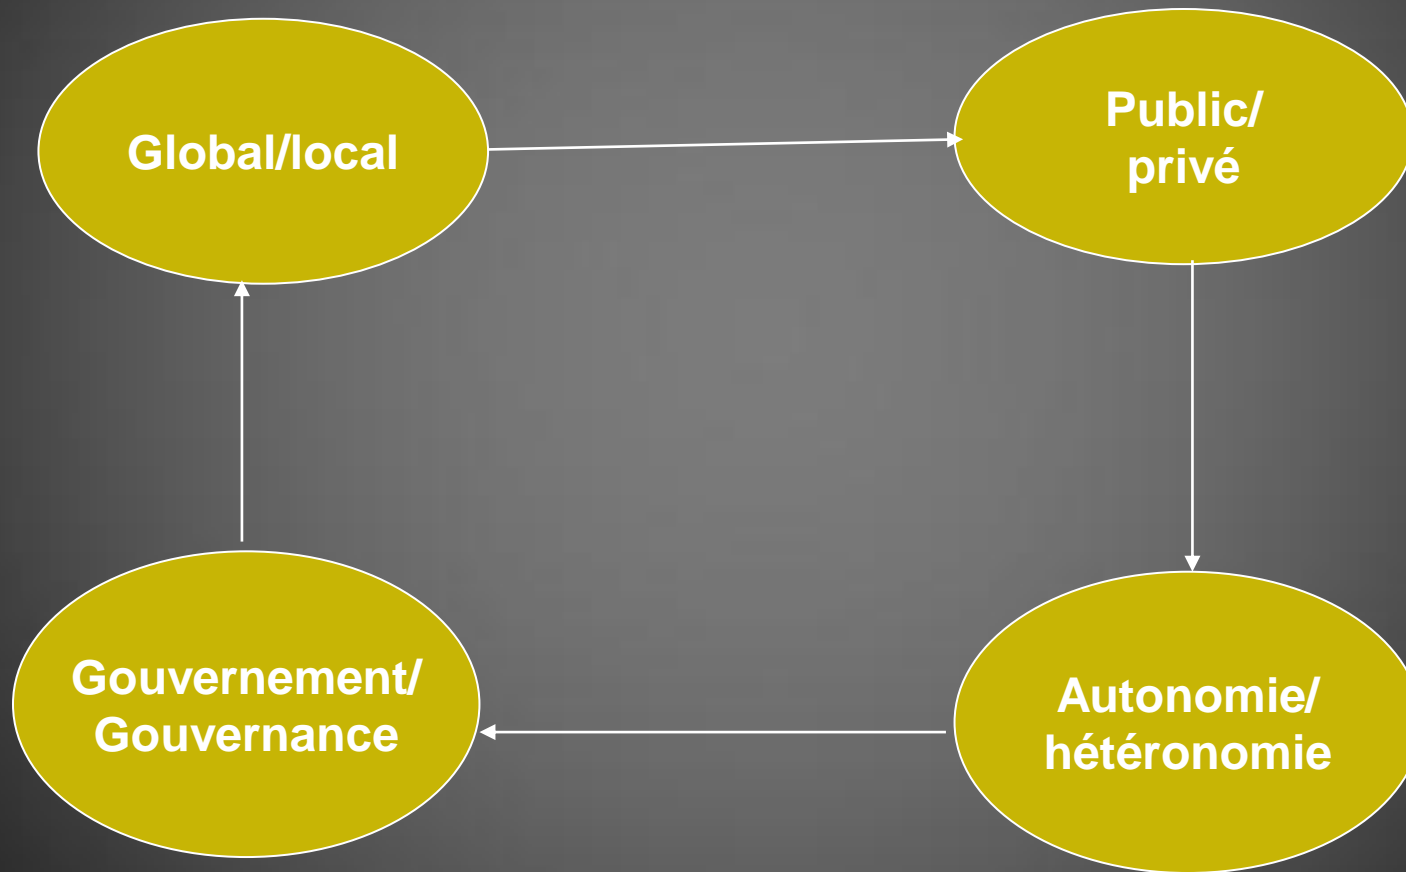 Global/local
Public/
privé
Gouvernement/
Gouvernance
Autonomie/
hétéronomie